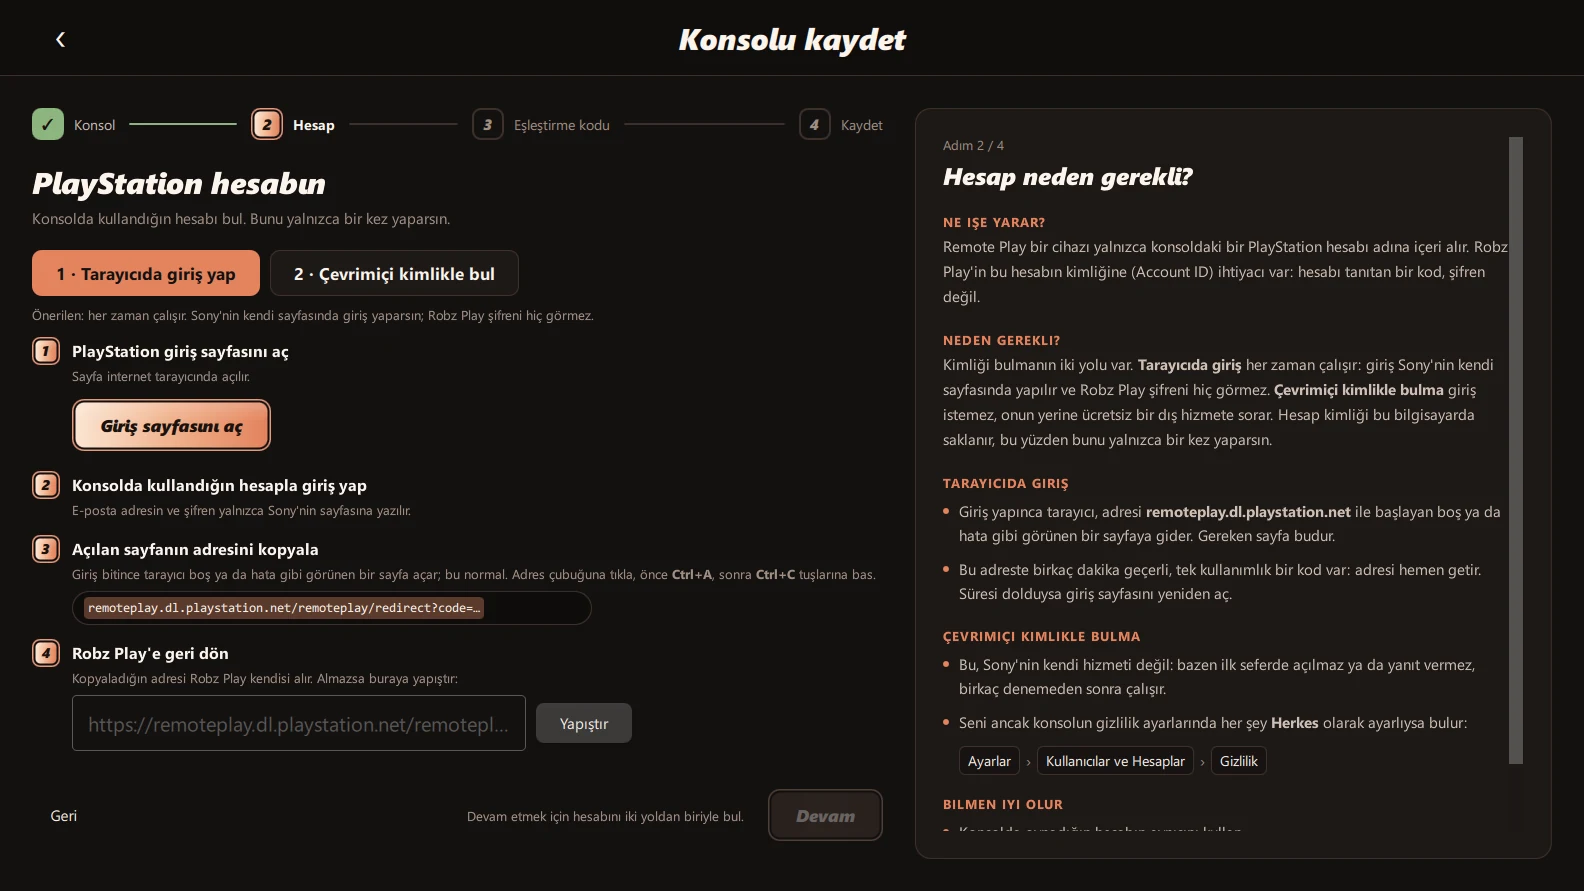 ‹
Konsolu kaydet
✓ Konsol
2 Hesap
3 Eşleştirme kodu
4 Kaydet
PlayStation hesabın
Konsolda kullandığın hesabı bul. Bunu yalnızca bir kez yaparsın.
1 · Tarayıcıda giriş yap
2 · Çevrimiçi kimlikle bul
Önerilen: her zaman çalışır. Sony'nin kendi sayfasında giriş yaparsın; Robz Play şifreni hiç görmez.
1 PlayStation giriş sayfasını aç
Sayfa internet tarayıcında açılır.
Giriş sayfasını aç
2 Konsolda kullandığın hesapla giriş yap
E-posta adresin ve şifren yalnızca Sony'nin sayfasına yazılır.
3 Açılan sayfanın adresini kopyala
Giriş bitince tarayıcı boş ya da hata gibi görünen bir sayfa açar; bu normal. Adres çubuğuna tıkla, önce Ctrl+A, sonra Ctrl+C tuşlarına bas.
remoteplay.dl.playstation.net/remoteplay/redirect?code=…
4 Robz Play'e geri dön
Kopyaladığın adresi Robz Play kendisi alır. Almazsa buraya yapıştır:
https://remoteplay.dl.playstation.net/remotepl...
Yapıştır
Geri
Devam etmek için hesabını iki yoldan biriyle bul.
Devam
Adım 2 / 4
Hesap neden gerekli?
NE IŞE YARAR?
Remote Play bir cihazı yalnızca konsoldaki bir PlayStation hesabı adına içeri alır. Robz
Play'in bu hesabın kimliğine (Account ID) ihtiyacı var: hesabı tanıtan bir kod, şifren
değil.
NEDEN GEREKLI?
Kimliği bulmanın iki yolu var. Tarayıcıda giriş her zaman çalışır: giriş Sony'nin kendi
sayfasında yapılır ve Robz Play şifreni hiç görmez. Çevrimiçi kimlikle bulma giriş
istemez, onun yerine ücretsiz bir dış hizmete sorar. Hesap kimliği bu bilgisayarda
saklanır, bu yüzden bunu yalnızca bir kez yaparsın.
TARAYICIDA GIRIŞ
Giriş yapınca tarayıcı, adresi remoteplay.dl.playstation.net ile başlayan boş ya da
hata gibi görünen bir sayfaya gider. Gereken sayfa budur.
Bu adreste birkaç dakika geçerli, tek kullanımlık bir kod var: adresi hemen getir.
Süresi dolduysa giriş sayfasını yeniden aç.
ÇEVRIMIÇI KIMLIKLE BULMA
Bu, Sony'nin kendi hizmeti değil: bazen ilk seferde açılmaz ya da yanıt vermez,
birkaç denemeden sonra çalışır.
Seni ancak konsolun gizlilik ayarlarında her şey Herkes olarak ayarlıysa bulur:
Ayarlar › Kullanıcılar ve Hesaplar › Gizlilik
BILMEN IYI OLUR